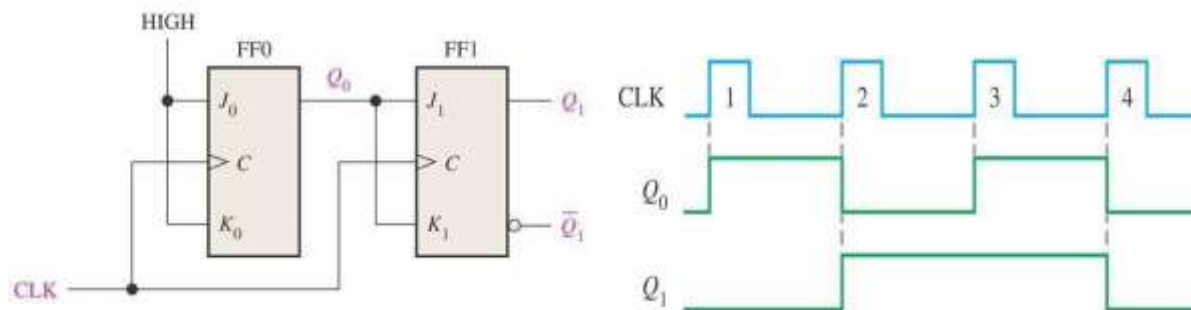 HIGH
FF0
FF1
Q₀
J₀
J₁
Q₁
C
C
K₀
K₁
Q̅₁
CLK
CLK
1
2
3
4
Q₀
Q₁